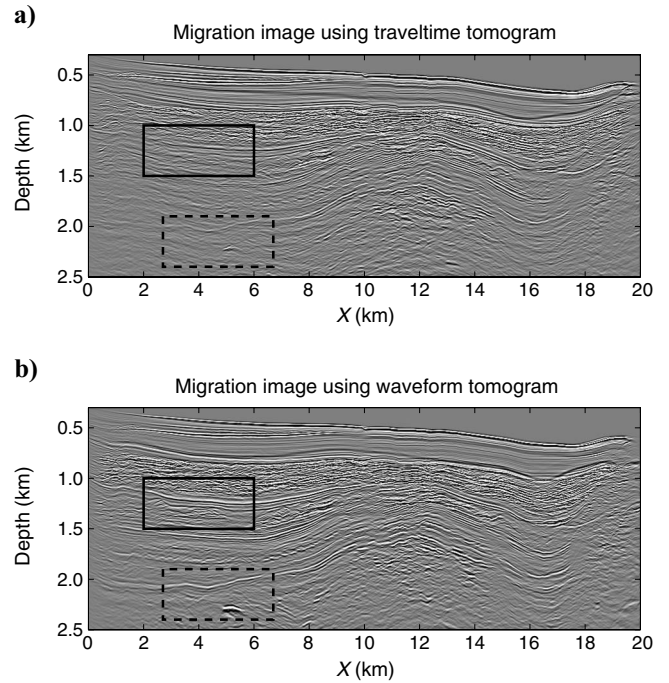 a)
Migration image using traveltime tomogram
0.5
1.0
1.5
2.0
2.5
Depth (km)
0 2 4 6 8 10 12 14 16 18 20
X (km)
b)
Migration image using waveform tomogram
0.5
1.0
1.5
2.0
2.5
Depth (km)
0 2 4 6 8 10 12 14 16 18 20
X (km)